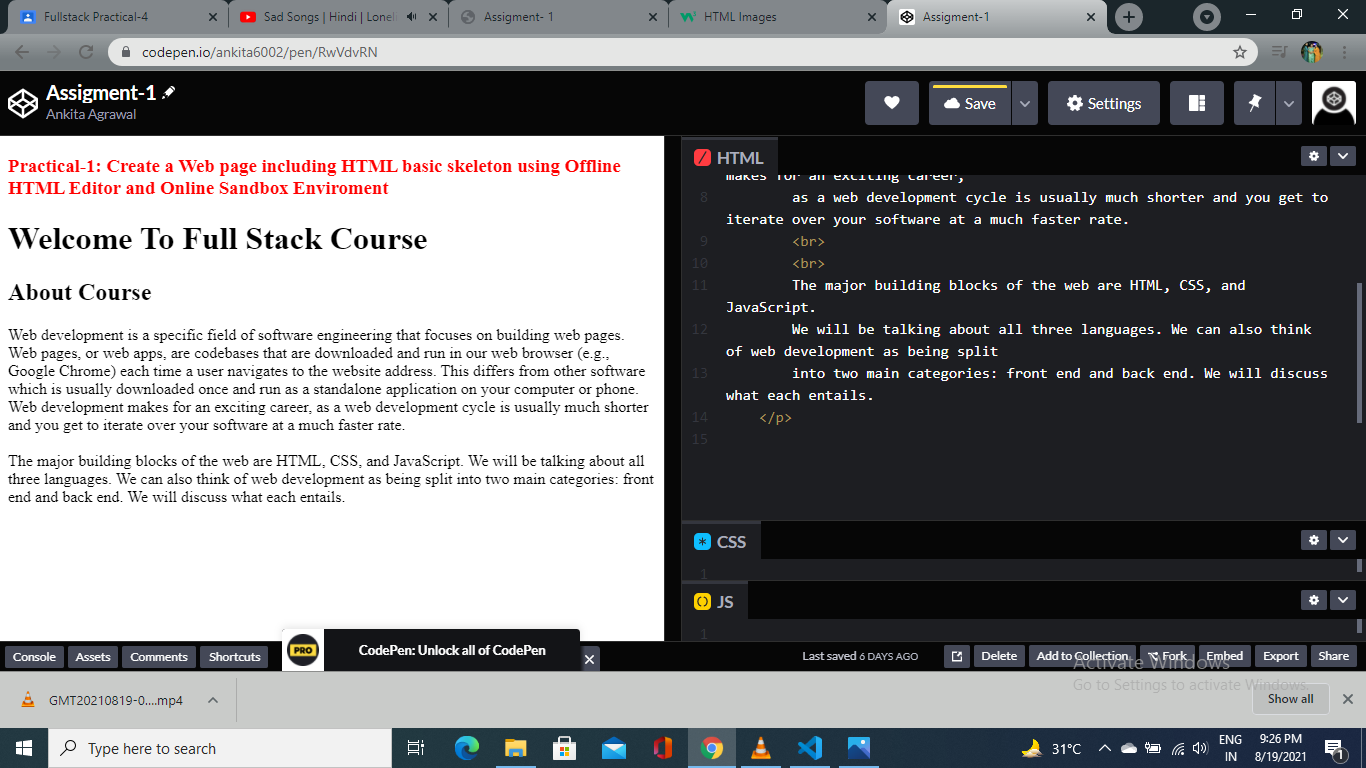 Fullstack Practical-4
Sad Songs | Hindi | Loneli
Assigment- 1
HTML Images
Assigment-1
codepen.io/ankita6002/pen/RwVdvRN
Assigment-1
Ankita Agrawal
Save
Settings
Practical-1: Create a Web page including HTML basic skeleton using Offline
HTML Editor and Online Sandbox Enviroment
Welcome To Full Stack Course
About Course
Web development is a specific field of software engineering that focuses on building web pages.
Web pages, or web apps, are codebases that are downloaded and run in our web browser (e.g.,
Google Chrome) each time a user navigates to the website address. This differs from other software
which is usually downloaded once and run as a standalone application on your computer or phone.
Web development makes for an exciting career, as a web development cycle is usually much shorter
and you get to iterate over your software at a much faster rate.
The major building blocks of the web are HTML, CSS, and JavaScript. We will be talking about all
three languages. We can also think of web development as being split into two main categories: front
end and back end. We will discuss what each entails.
HTML
makes for an exciting career,
8 as a web development cycle is usually much shorter and you get to
iterate over your software at a much faster rate.
9 <br>
10 <br>
11 The major building blocks of the web are HTML, CSS, and
JavaScript.
12 We will be talking about all three languages. We can also think
of web development as being split
13 into two main categories: front end and back end. We will discuss
what each entails.
14 </p>
15
CSS
1
JS
1
Console
Assets
Comments
Shortcuts
PRO
CodePen: Unlock all of CodePen
Last saved 6 DAYS AGO
Delete
Add to Collection
Fork
Embed
Export
Share
Activate Windows
Go to Settings to activate Windows.
GMT20210819-0....mp4
Show all
Type here to search
31°C
ENG
IN
9:26 PM
8/19/2021
1